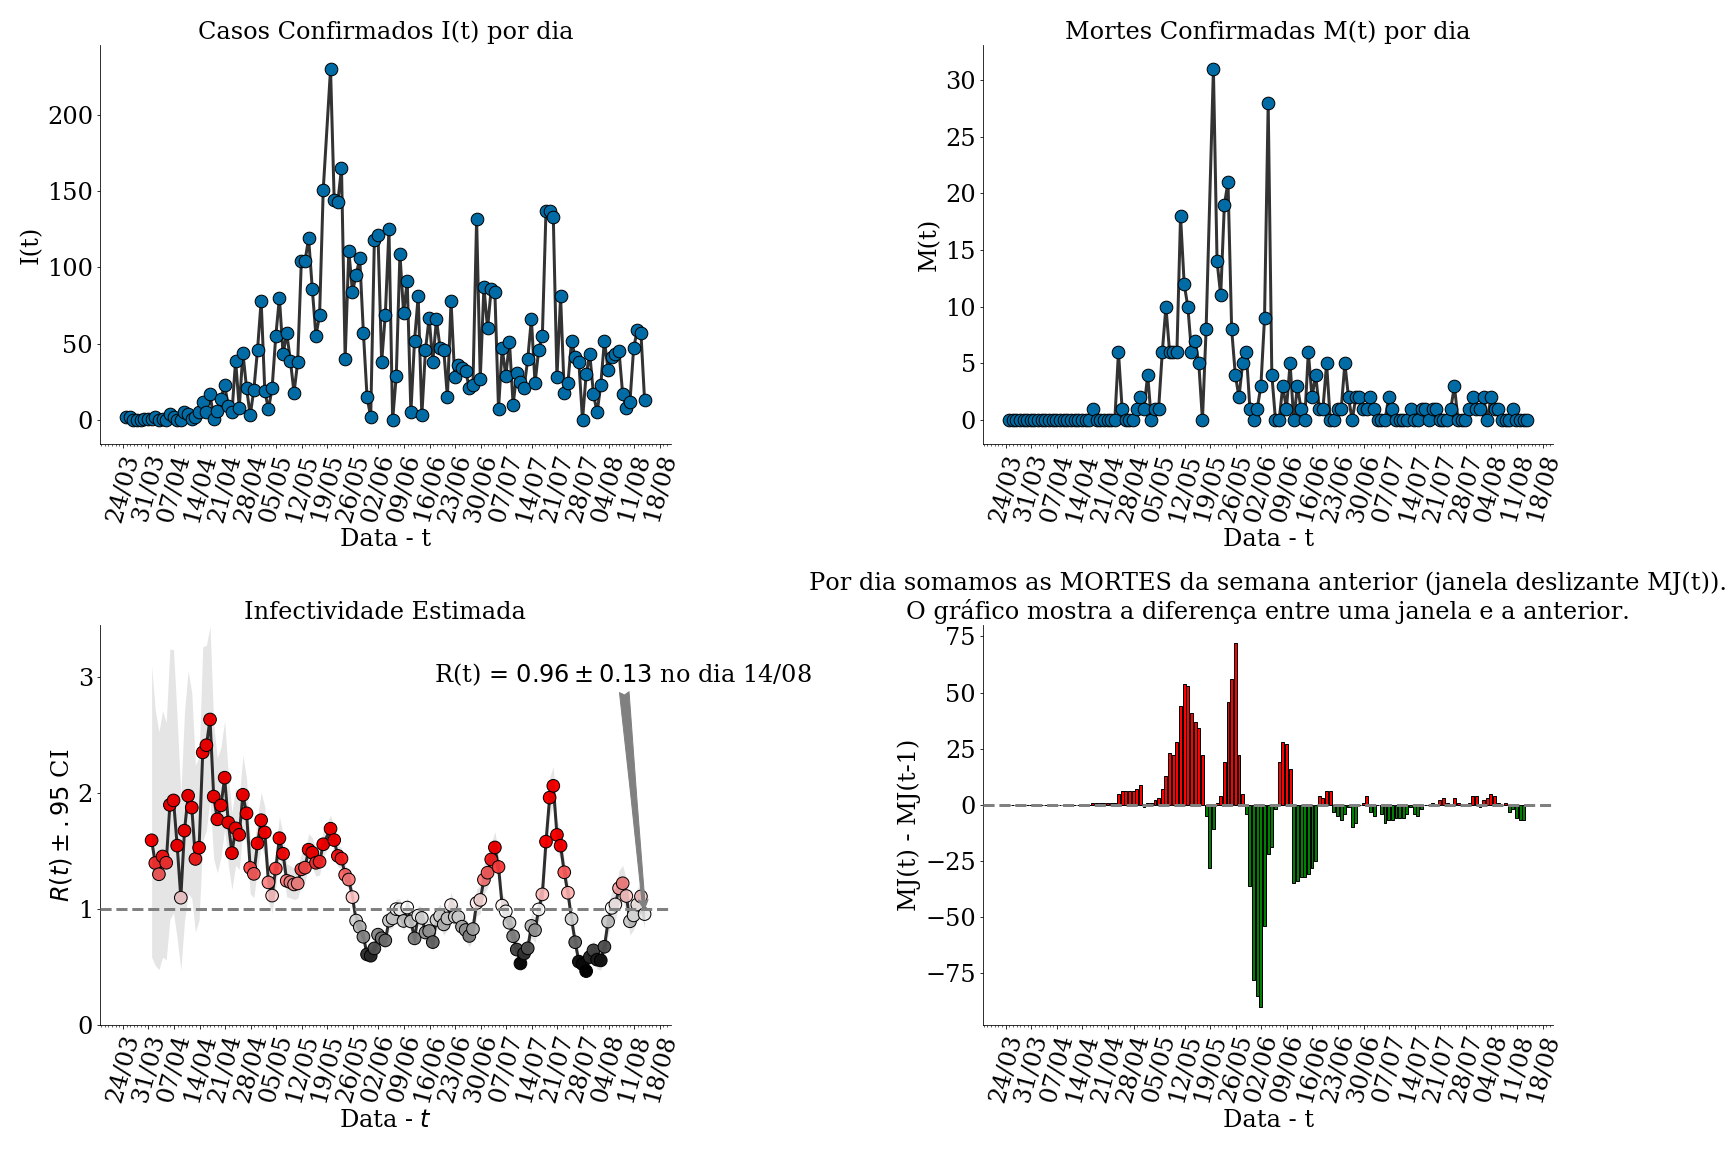 Casos Confirmados I(t) por dia
I(t)
200
150
100
50
0
24/03 31/03 07/04 14/04 21/04 28/04 05/05 12/05 19/05 26/05 02/06 09/06 16/06 23/06 30/06 07/07 14/07 21/07 28/07 04/08 11/08 18/08
Data - t
Mortes Confirmadas M(t) por dia
M(t)
30
25
20
15
10
5
0
24/03 31/03 07/04 14/04 21/04 28/04 05/05 12/05 19/05 26/05 02/06 09/06 16/06 23/06 30/06 07/07 14/07 21/07 28/07 04/08 11/08 18/08
Data - t
Infectividade Estimada
R(t) = 0.96 ± 0.13 no dia 14/08
R(t) ± .95 CI
3
2
1
0
24/03 31/03 07/04 14/04 21/04 28/04 05/05 12/05 19/05 26/05 02/06 09/06 16/06 23/06 30/06 07/07 14/07 21/07 28/07 04/08 11/08 18/08
Data - t
Por dia somamos as MORTES da semana anterior (janela deslizante MJ(t)).
O gráfico mostra a diferença entre uma janela e a anterior.
MJ(t) - MJ(t-1)
75
50
25
0
−25
−50
−75
24/03 31/03 07/04 14/04 21/04 28/04 05/05 12/05 19/05 26/05 02/06 09/06 16/06 23/06 30/06 07/07 14/07 21/07 28/07 04/08 11/08 18/08
Data - t